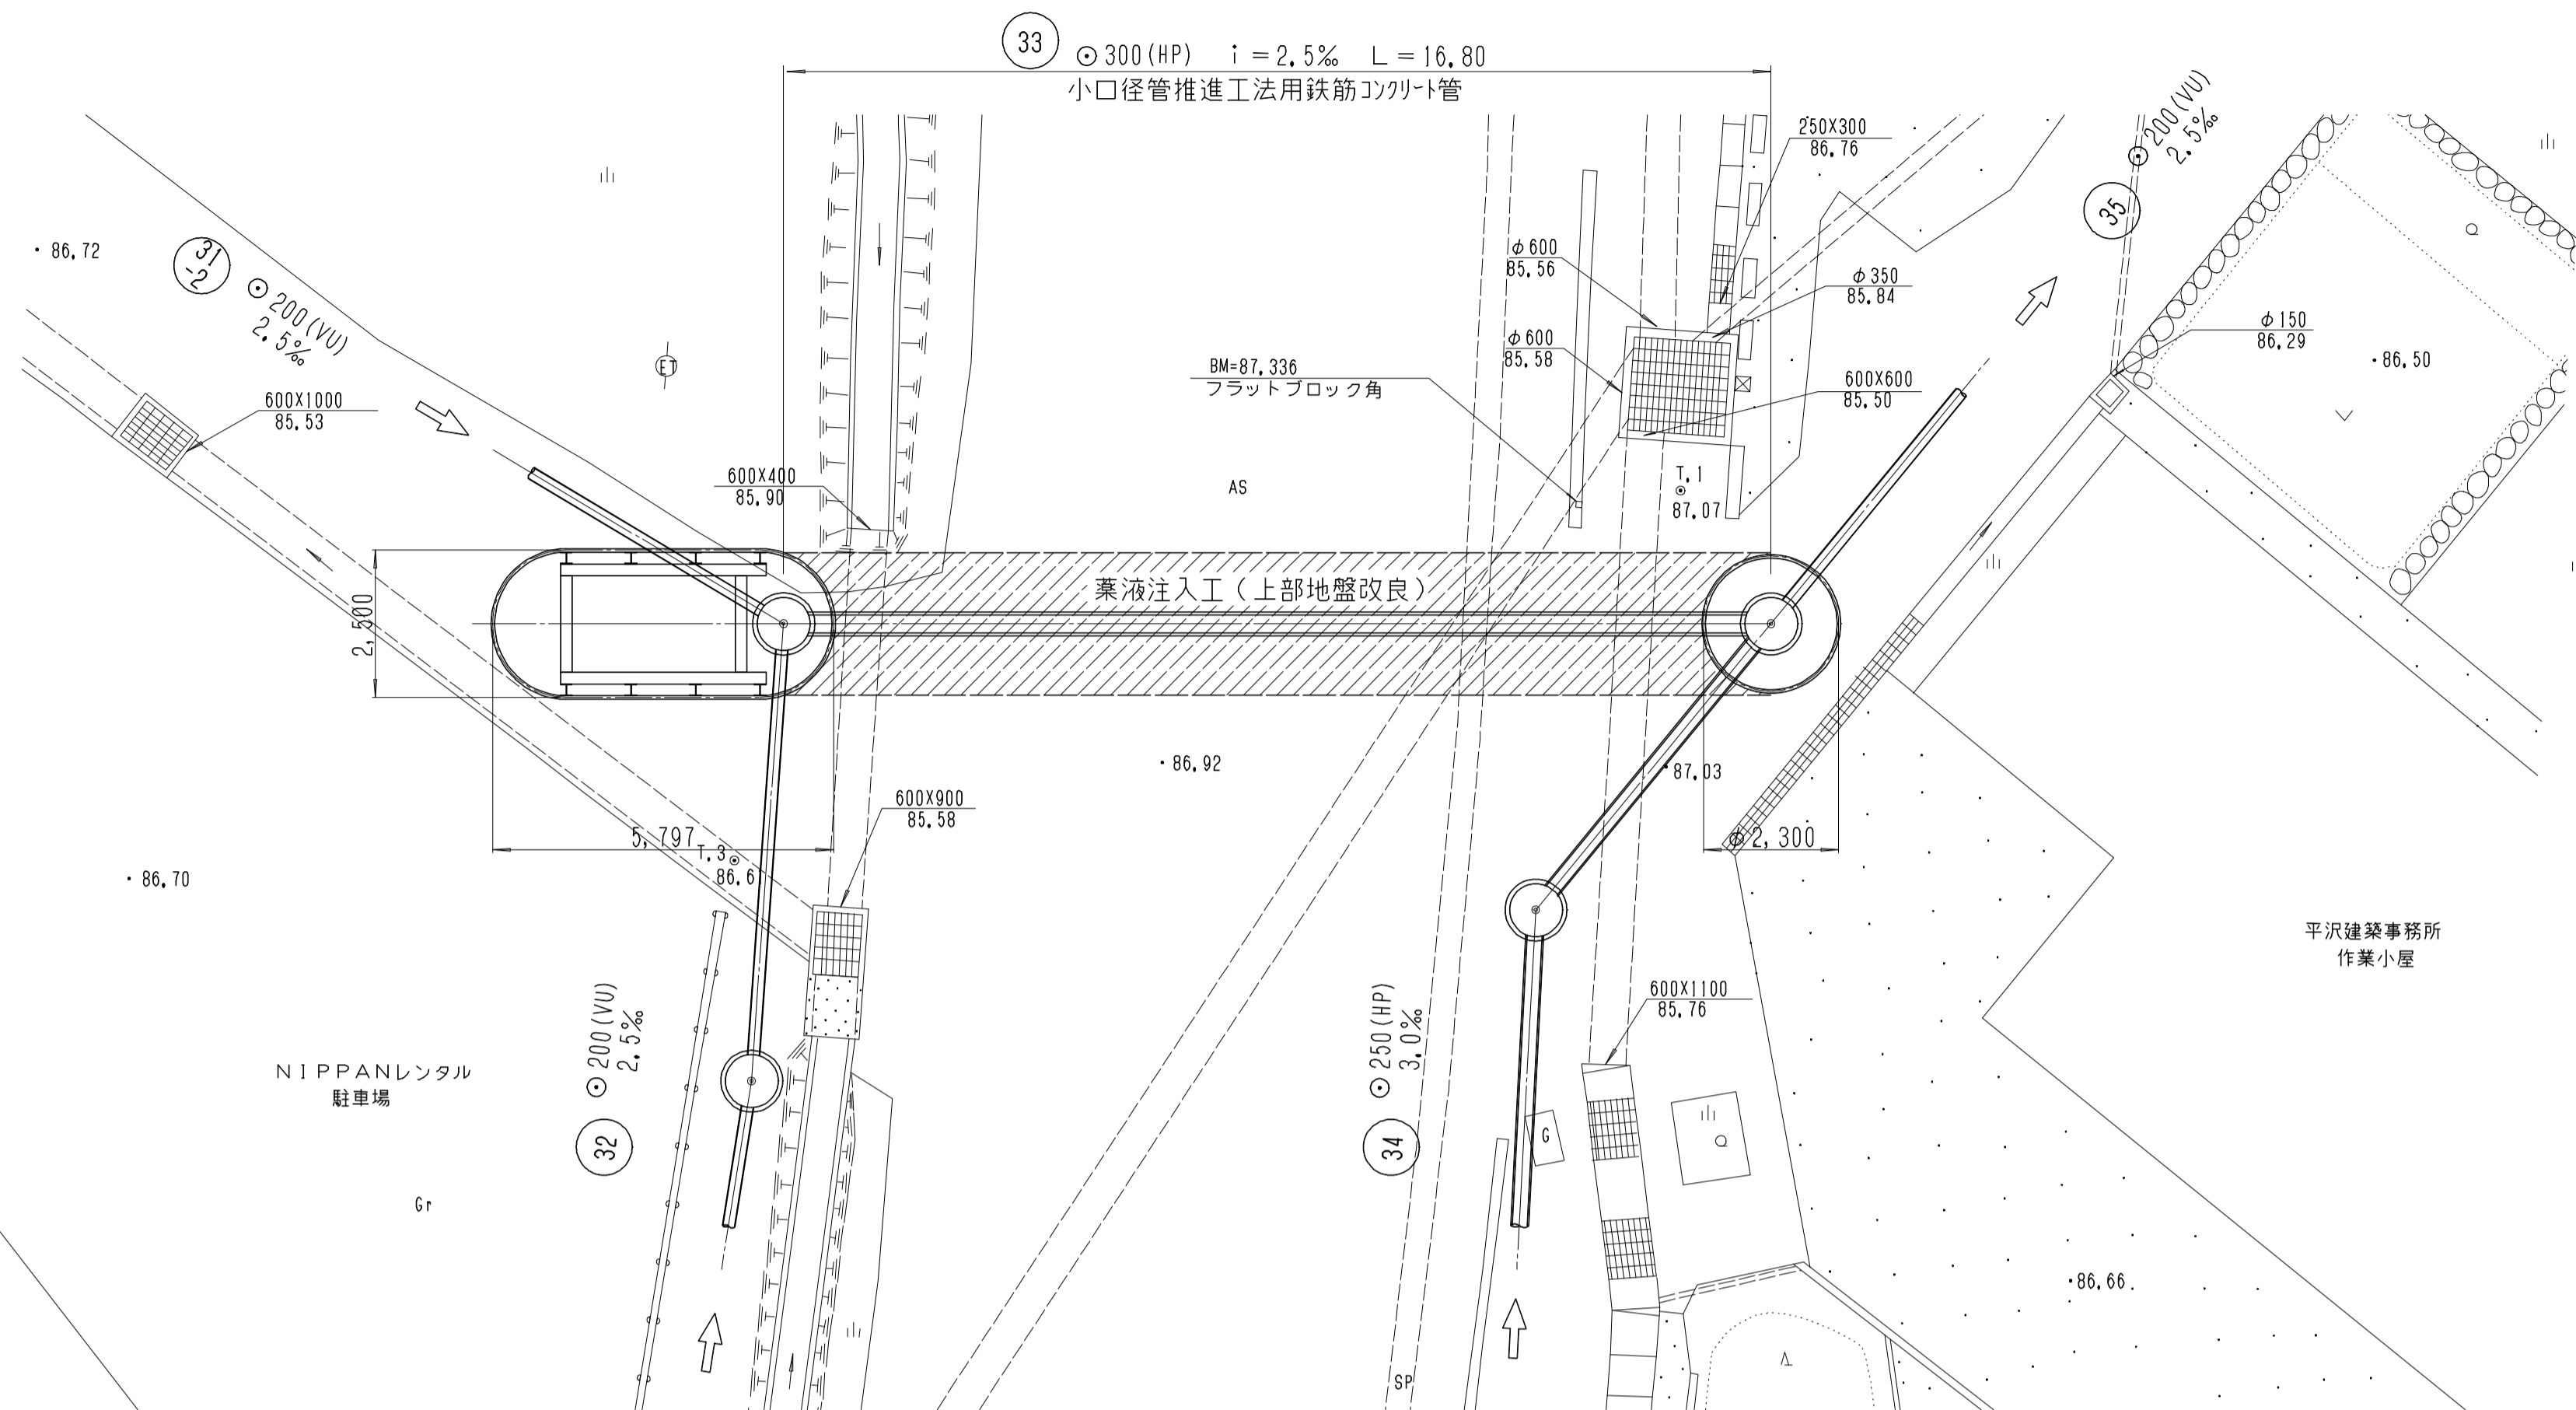 33 ⊙300(HP) i=2.5‰ L=16.80
小口径管推進工法用鉄筋コンクリート管
⊙200(VU)
2.5‰
35
250X300
86.76
・86.72
31
-2
⊙200(VU)
2.5‰
φ600
85.56
φ350
85.84
φ150
86.29
・86.50
φ600
85.58
ET
BM=87.336
フラットブロック角
600X600
85.50
600X1000
85.53
600X400
85.90
AS
T.1
87.07
薬液注入工(上部地盤改良)
2,500
・86.92
・87.03
600X900
85.58
5,797
φ2,300
T.3
86.6
・86.70
平沢建築事務所
作業小屋
600X1100
85.76
⊙200(VU)
2.5‰
32
⊙250(HP)
3.0‰
34
NIPPANレンタル
駐車場
G
Gr
・86.66
SP